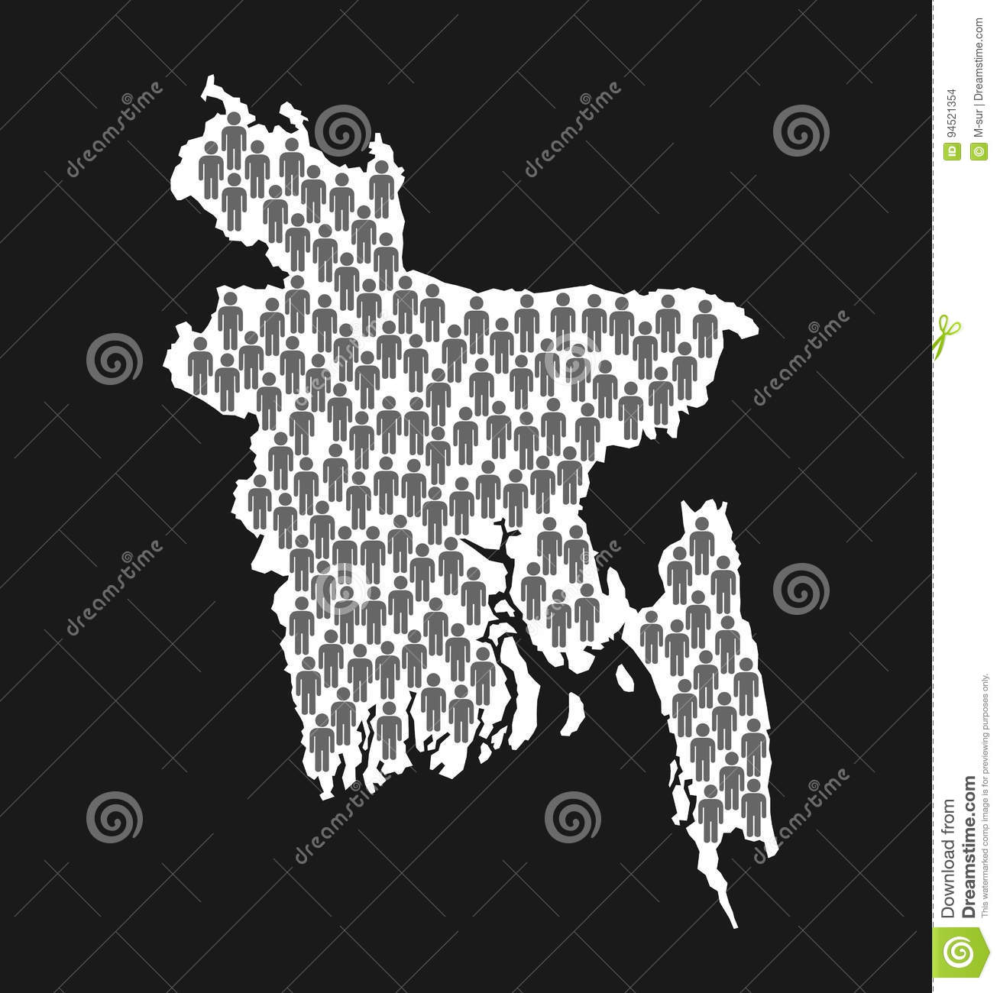 dreamstime
dreamstime
dreamstime
dreamstime
dreamstime
dreamstime
dreamstime
dreamstime
ID 94521354
© M-sur | Dreamstime.com
Download from
Dreamstime.com
This watermarked comp image is for previewing purposes only.